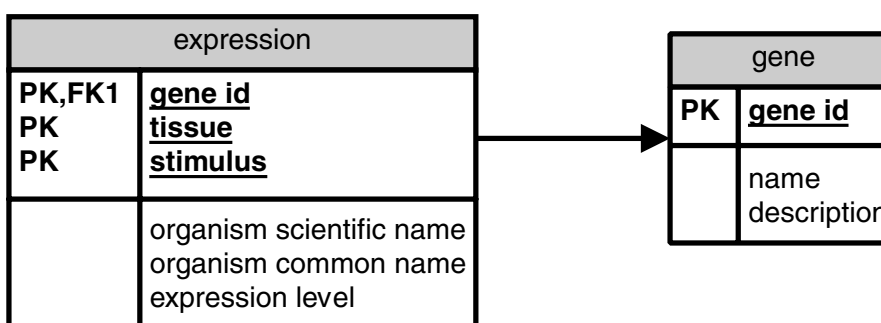 expression
PK,FK1 gene id
PK tissue
PK stimulus
organism scientific name
organism common name
expression level
gene
PK gene id
name
description